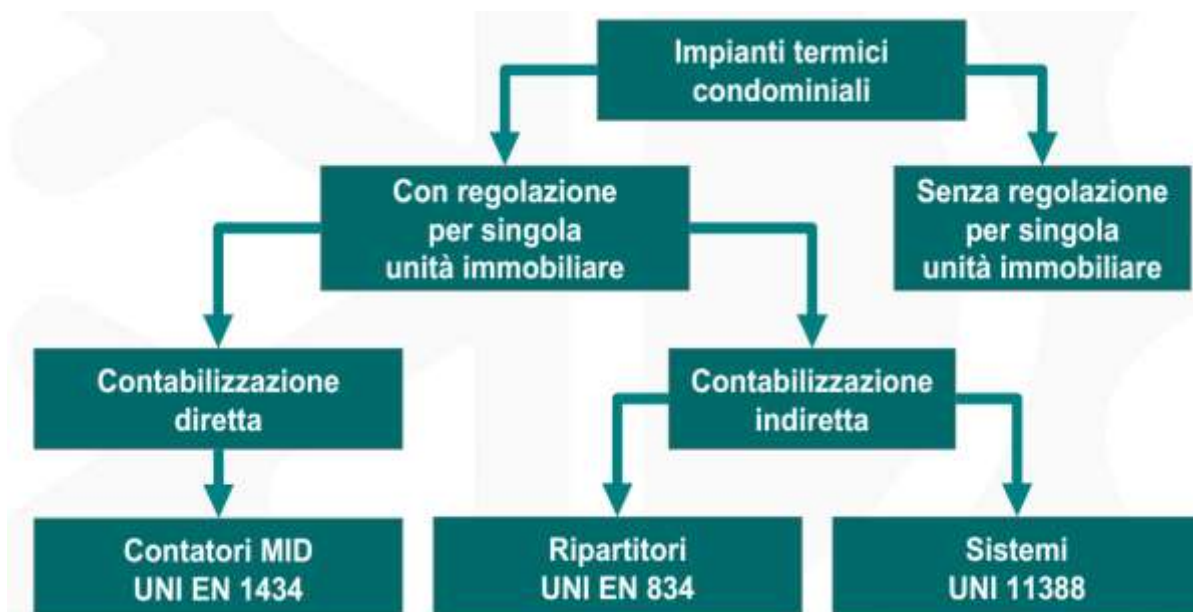 Impianti termici
condominiali
Con regolazione
per singola
unità immobiliare
Senza regolazione
per singola
unità immobiliare
Contabilizzazione
diretta
Contabilizzazione
indiretta
Contatori MID
UNI EN 1434
Ripartitori
UNI EN 834
Sistemi
UNI 11388